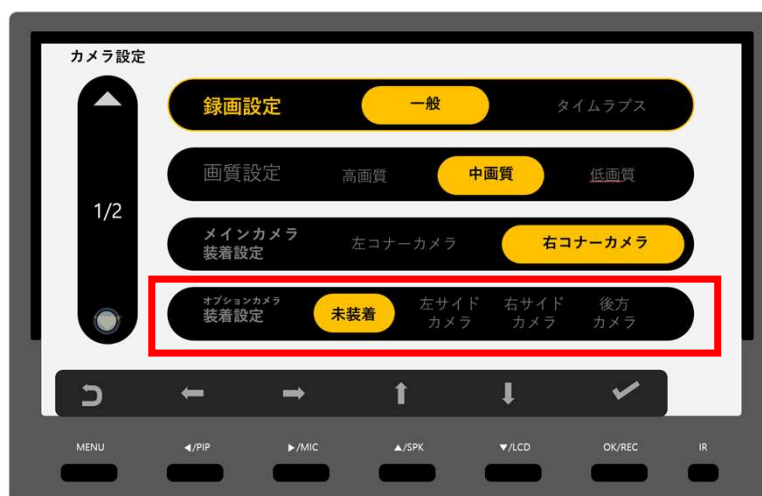 カメラ設定
録画設定 一般 タイムラプス
1/2
画質設定 高画質 中画質 低画質
メインカメラ
装着設定
左コナーカメラ 右コナーカメラ
オプションカメラ
装着設定
未装着
左サイド
カメラ
右サイド
カメラ
後方
カメラ
MENU ◀/PIP ▶/MIC ▲/SPK ▼/LCD OK/REC IR